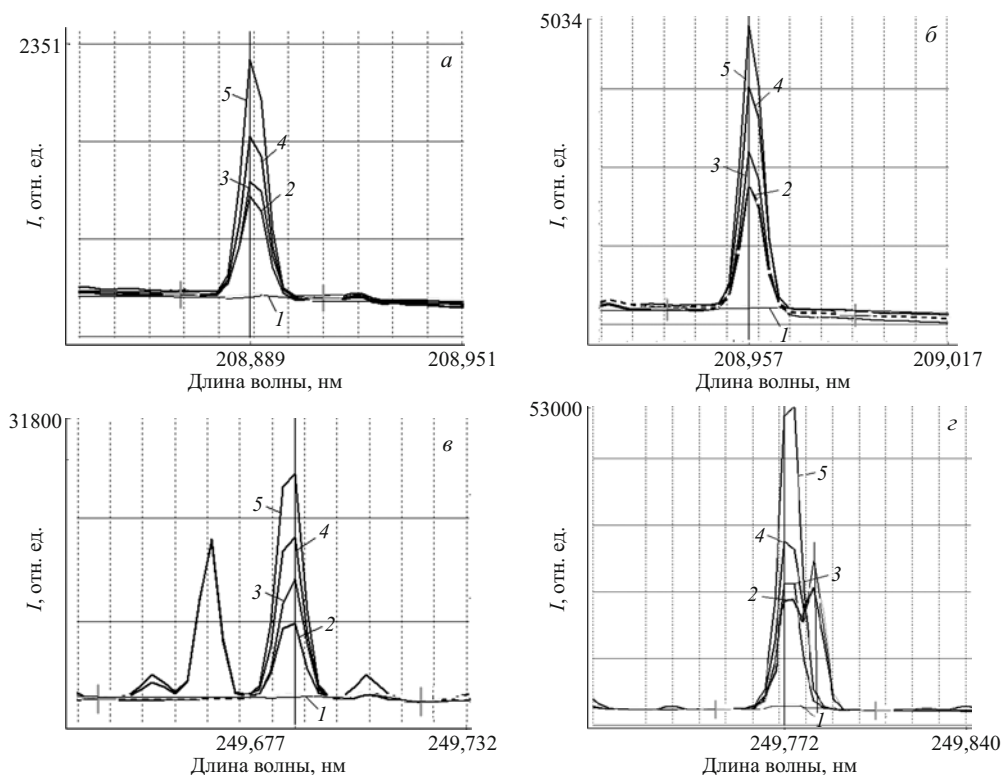 2351
а
5
4
3
2
1
I, отн. ед.
208,889
208,951
Длина волны, нм
5034
б
5
4
3
2
1
I, отн. ед.
208,957
209,017
Длина волны, нм
31800
в
5
4
3
2
1
I, отн. ед.
249,677
249,732
Длина волны, нм
53000
г
5
4
3
2
1
I, отн. ед.
249,772
249,840
Длина волны, нм